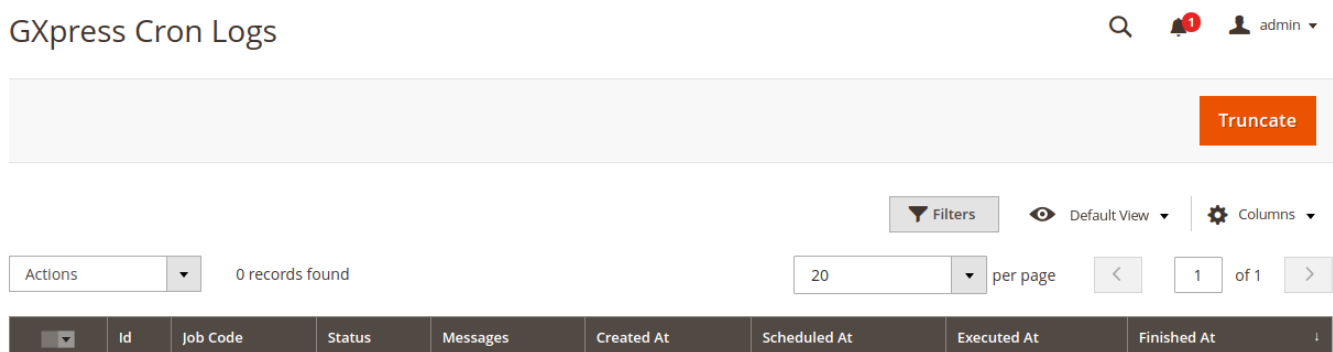 GXpress Cron Logs
1
admin
Truncate
Filters
Default View
Columns
Actions
0 records found
20
per page
1
of 1
Id Job Code Status Messages Created At Scheduled At Executed At Finished At ↓